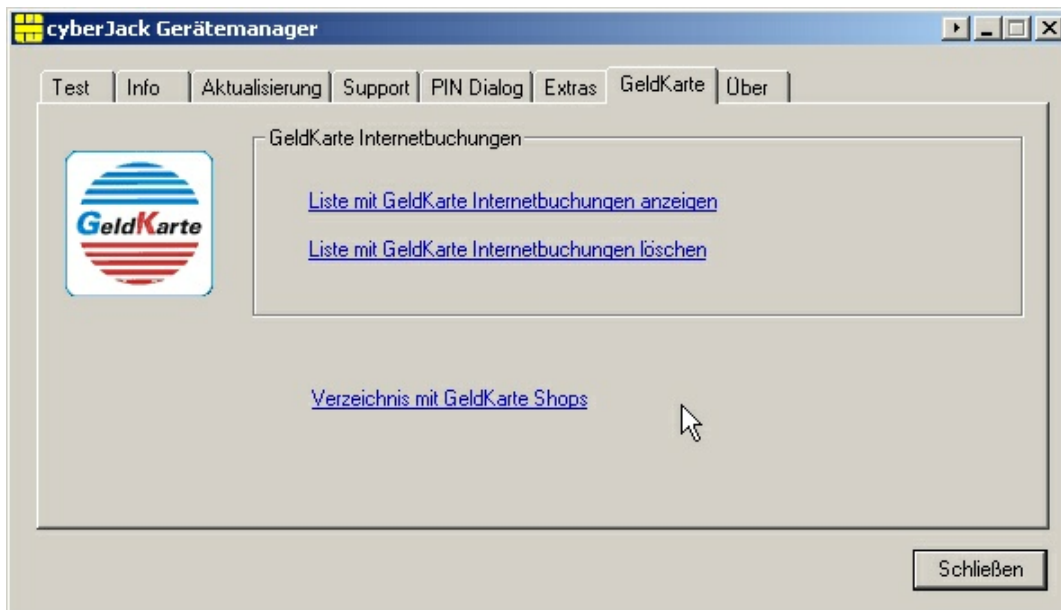 cyberJack Gerätemanager
Test Info Aktualisierung Support PIN Dialog Extras GeldKarte Über
GeldKarte Internetbuchungen
GeldKarte
Liste mit GeldKarte Internetbuchungen anzeigen
Liste mit GeldKarte Internetbuchungen löschen
Verzeichnis mit GeldKarte Shops
Schließen